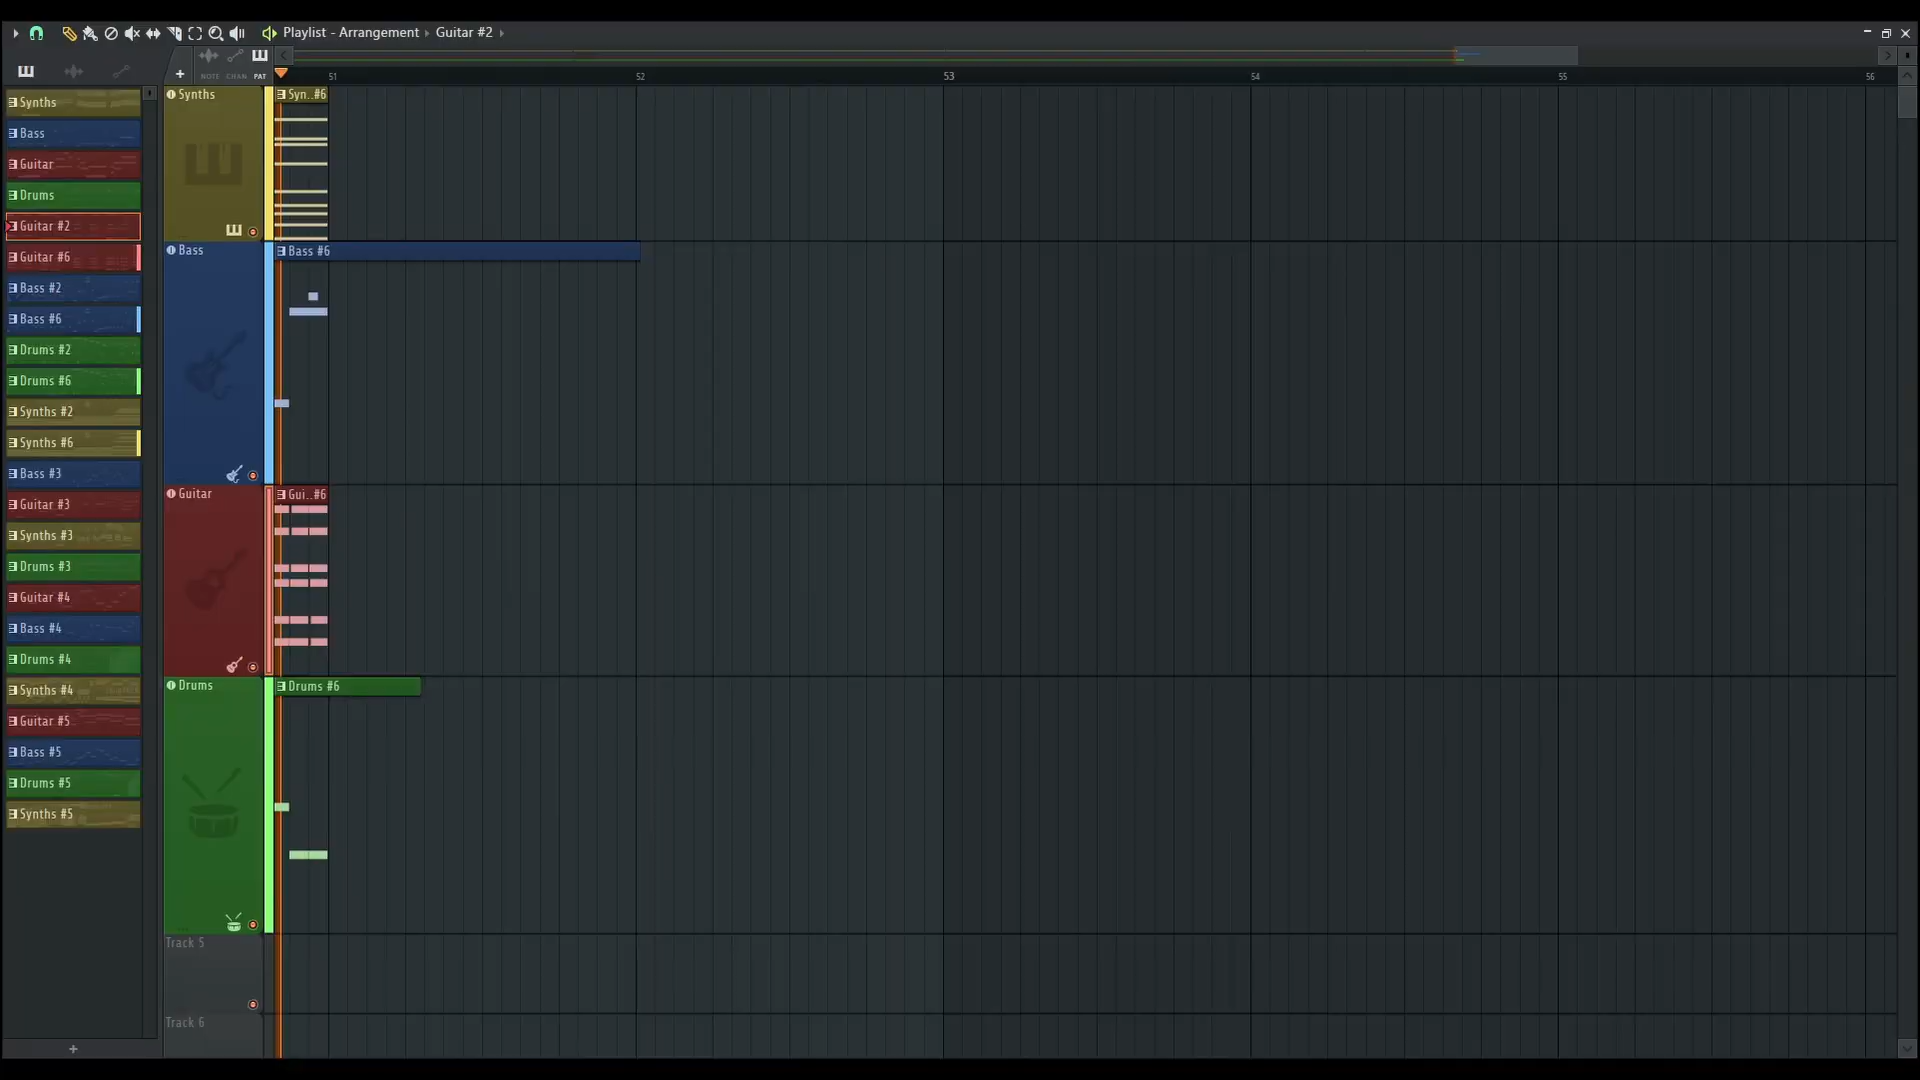 Playlist - Arrangement › Guitar #2 ›
NOTE CHAN PAT
51 52 53 54 55 56
Synths
Bass
Guitar
Drums
Guitar #2
Guitar #6
Bass #2
Bass #6
Drums #2
Drums #6
Synths #2
Synths #6
Bass #3
Guitar #3
Synths #3
Drums #3
Guitar #4
Bass #4
Drums #4
Synths #4
Guitar #5
Bass #5
Drums #5
Synths #5
Synths
Syn..#6
Bass
Bass #6
Guitar
Gui..#6
Drums
Drums #6
Track 5
Track 6